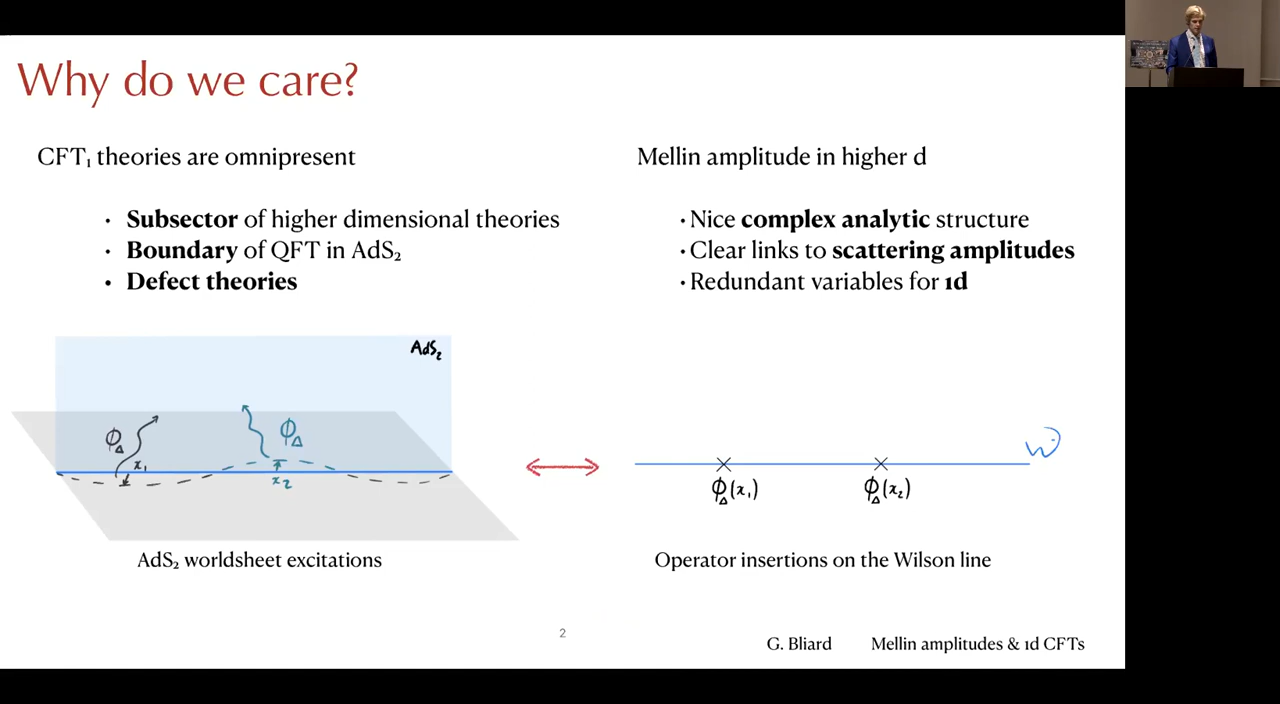 Why do we care?
CFT₁ theories are omnipresent
• Subsector of higher dimensional theories
• Boundary of QFT in AdS₂
• Defect theories
Mellin amplitude in higher d
• Nice complex analytic structure
• Clear links to scattering amplitudes
• Redundant variables for 1d
AdS₂
ϕ_Δ
x₁
ϕ_Δ
x₂
W
ϕ_Δ(x₁) ϕ_Δ(x₂)
AdS₂ worldsheet excitations
Operator insertions on the Wilson line
2
G. Bliard Mellin amplitudes & 1d CFTs